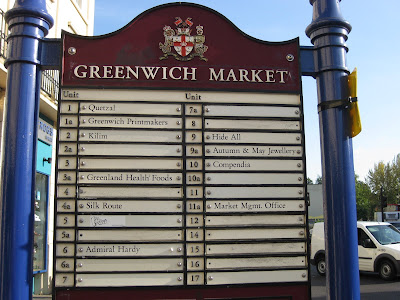 GREENWICH MARKET
Unit Unit
1 Quetzal 7a
1a Greenwich Printmakers 8
2 Kilim 9 Hide All
2a 9a Autumn & May Jewellery
3 10 Compendia
3a Greenland Health Foods 10a
4 11
4a Silk Route 11a Market Mgmt. Office
5 12
5a 14
6 Admiral Hardy 15
6a 16
7 17